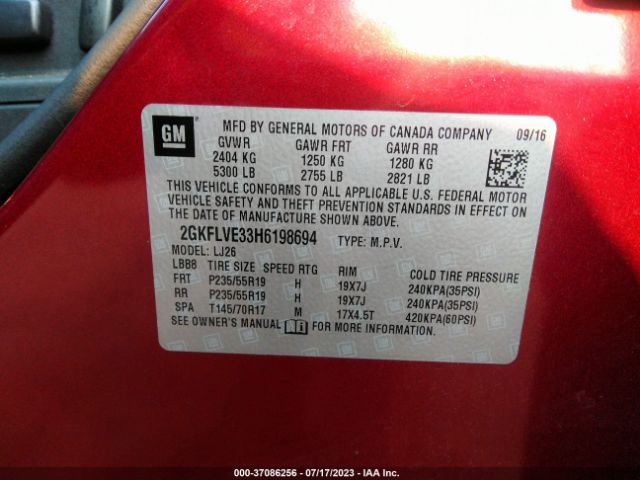 GM
MFD BY GENERAL MOTORS OF CANADA COMPANY 09/16
GVWR GAWR FRT GAWR RR
2404 KG 1250 KG 1280 KG
5300 LB 2755 LB 2821 LB
THIS VEHICLE CONFORMS TO ALL APPLICABLE U.S. FEDERAL MOTOR
VEHICLE SAFETY AND THEFT PREVENTION STANDARDS IN EFFECT ON
THE DATE OF MANUFACTURE SHOWN ABOVE.
2GKFLVE33H6198694 TYPE: M.P.V.
MODEL: LJ26
LBBB TIRE SIZE SPEED RTG RIM COLD TIRE PRESSURE
FRT P235/55R19 H 19X7J 240KPA(35PSI)
RR P235/55R19 H 19X7J 240KPA(35PSI)
SPA T145/70R17 M 17X4.5T 420KPA(60PSI)
SEE OWNER'S MANUAL FOR MORE INFORMATION.
000-37086256 - 07/17/2023 - IAA Inc.